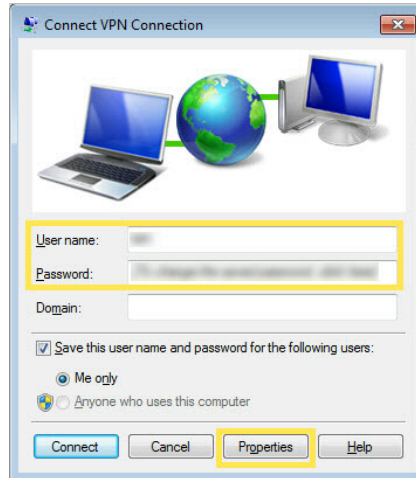 Connect VPN Connection
User name:
Password:
Domain:
Save this user name and password for the following users:
Me only
Anyone who uses this computer
Connect Cancel Properties Help